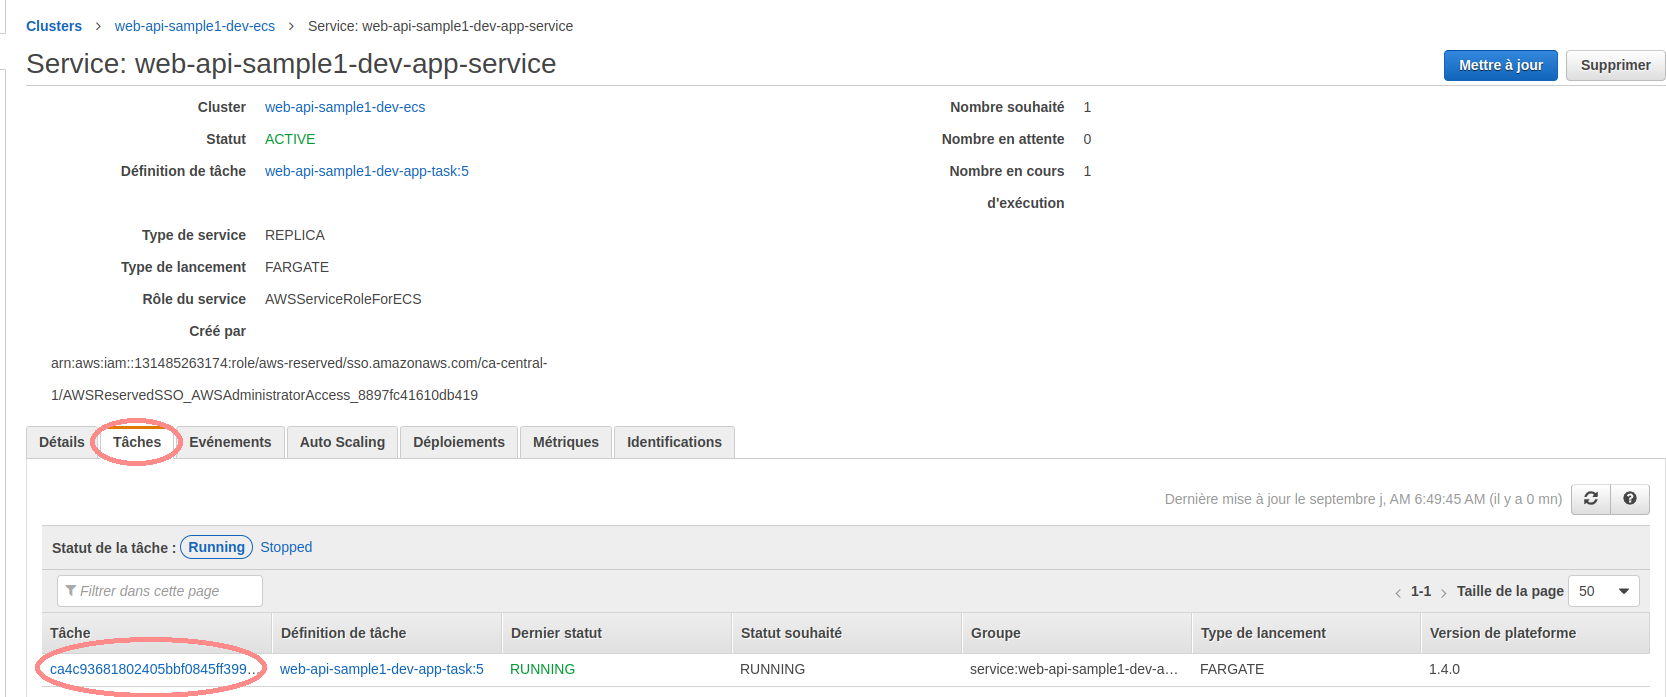 Clusters > web-api-sample1-dev-ecs > Service: web-api-sample1-dev-app-service
Service: web-api-sample1-dev-app-service
Mettre à jour Supprimer
Cluster web-api-sample1-dev-ecs Nombre souhaité 1
Statut ACTIVE Nombre en attente 0
Définition de tâche web-api-sample1-dev-app-task:5 Nombre en cours 1
d'exécution
Type de service REPLICA
Type de lancement FARGATE
Rôle du service AWSServiceRoleForECS
Créé par
arn:aws:iam::131485263174:role/aws-reserved/sso.amazonaws.com/ca-central-
1/AWSReservedSSO_AWSAdministratorAccess_8897fc41610db419
Détails Tâches Evénements Auto Scaling Déploiements Métriques Identifications
Dernière mise à jour le septembre j, AM 6:49:45 AM (il y a 0 mn)
Statut de la tâche : Running Stopped
Filtrer dans cette page < 1-1 > Taille de la page 50
Tâche Définition de tâche Dernier statut Statut souhaité Groupe Type de lancement Version de plateforme
ca4c93681802405bbf0845ff399... web-api-sample1-dev-app-task:5 RUNNING RUNNING service:web-api-sample1-dev-a... FARGATE 1.4.0